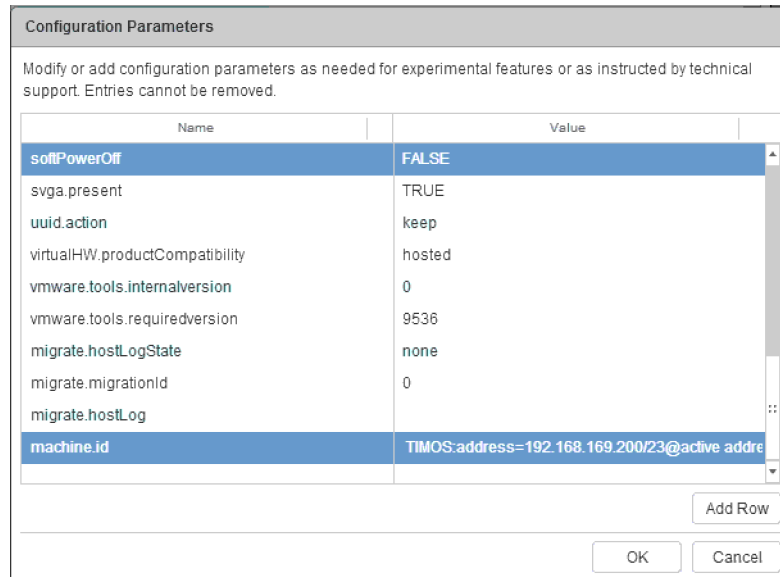 Configuration Parameters
Modify or add configuration parameters as needed for experimental features or as instructed by technical
support. Entries cannot be removed.
Name Value
softPowerOff FALSE
svga.present TRUE
uuid.action keep
virtualHW.productCompatibility hosted
vmware.tools.internalversion 0
vmware.tools.requiredversion 9536
migrate.hostLogState none
migrate.migrationId 0
migrate.hostLog
machine.id TIMOS:address=192.168.169.200/23@active addre
Add Row
OK Cancel